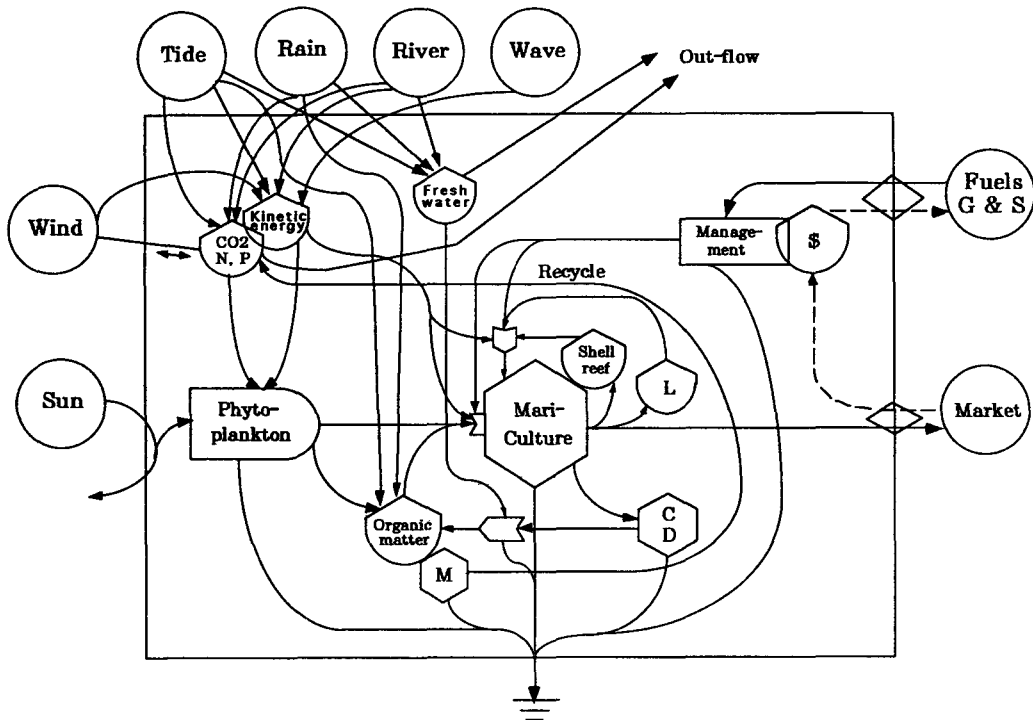 Tide
Rain
River
Wave
Out-flow
Wind
Fresh
water
Kinetic
energy
CO2
N, P
Manage-
ment
$
Fuels
G & S
Recycle
Shell
reef
L
Sun
Phyto-
plankton
Mari-
Culture
Market
Organic
matter
C
D
M